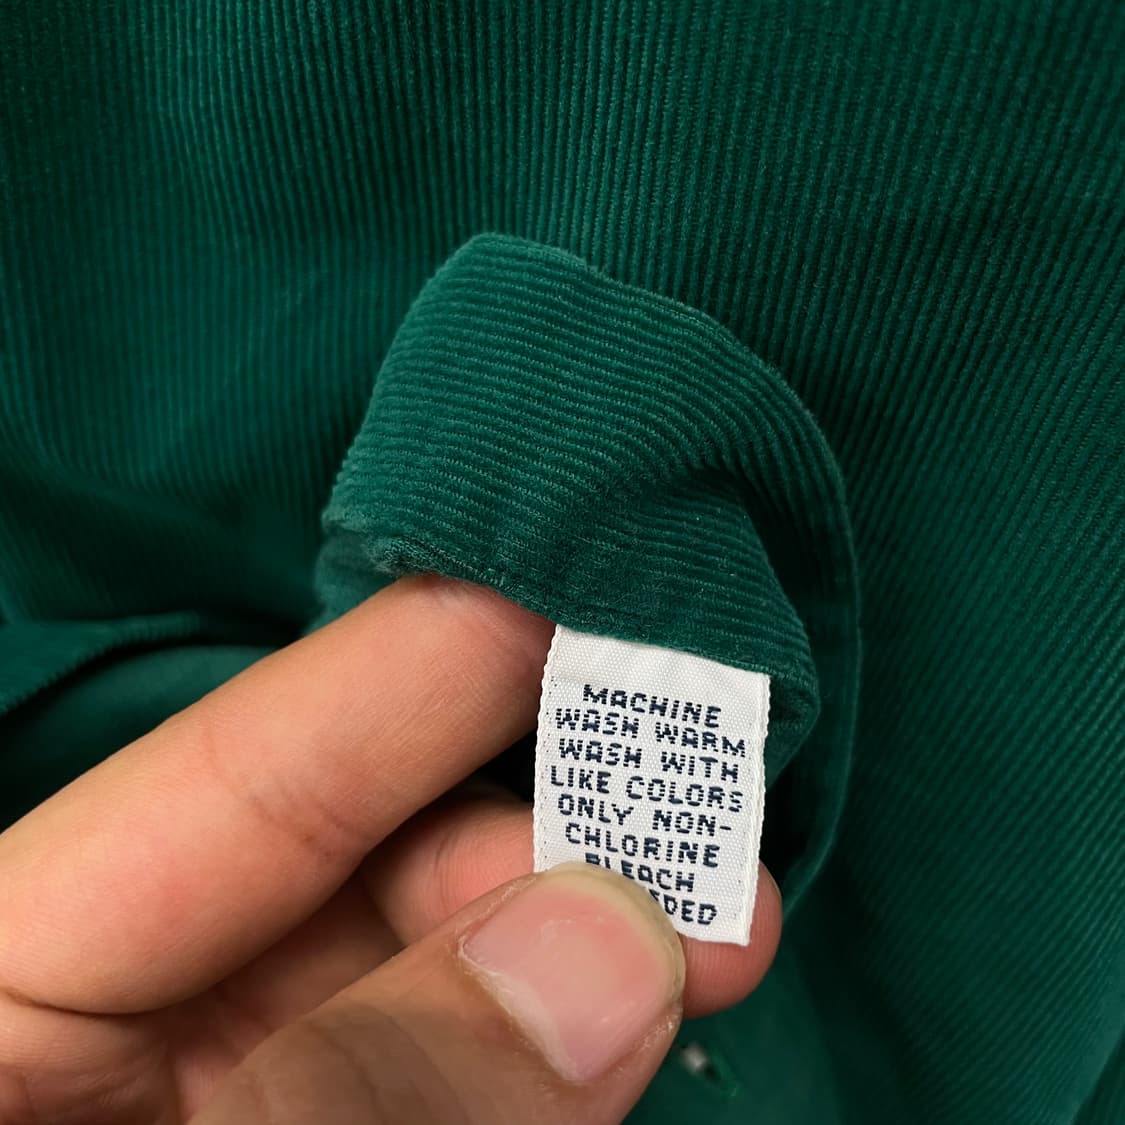 MACHINE
WASH WARM
WASH WITH
LIKE COLORS
ONLY NON-
CHLORINE
BLEACH